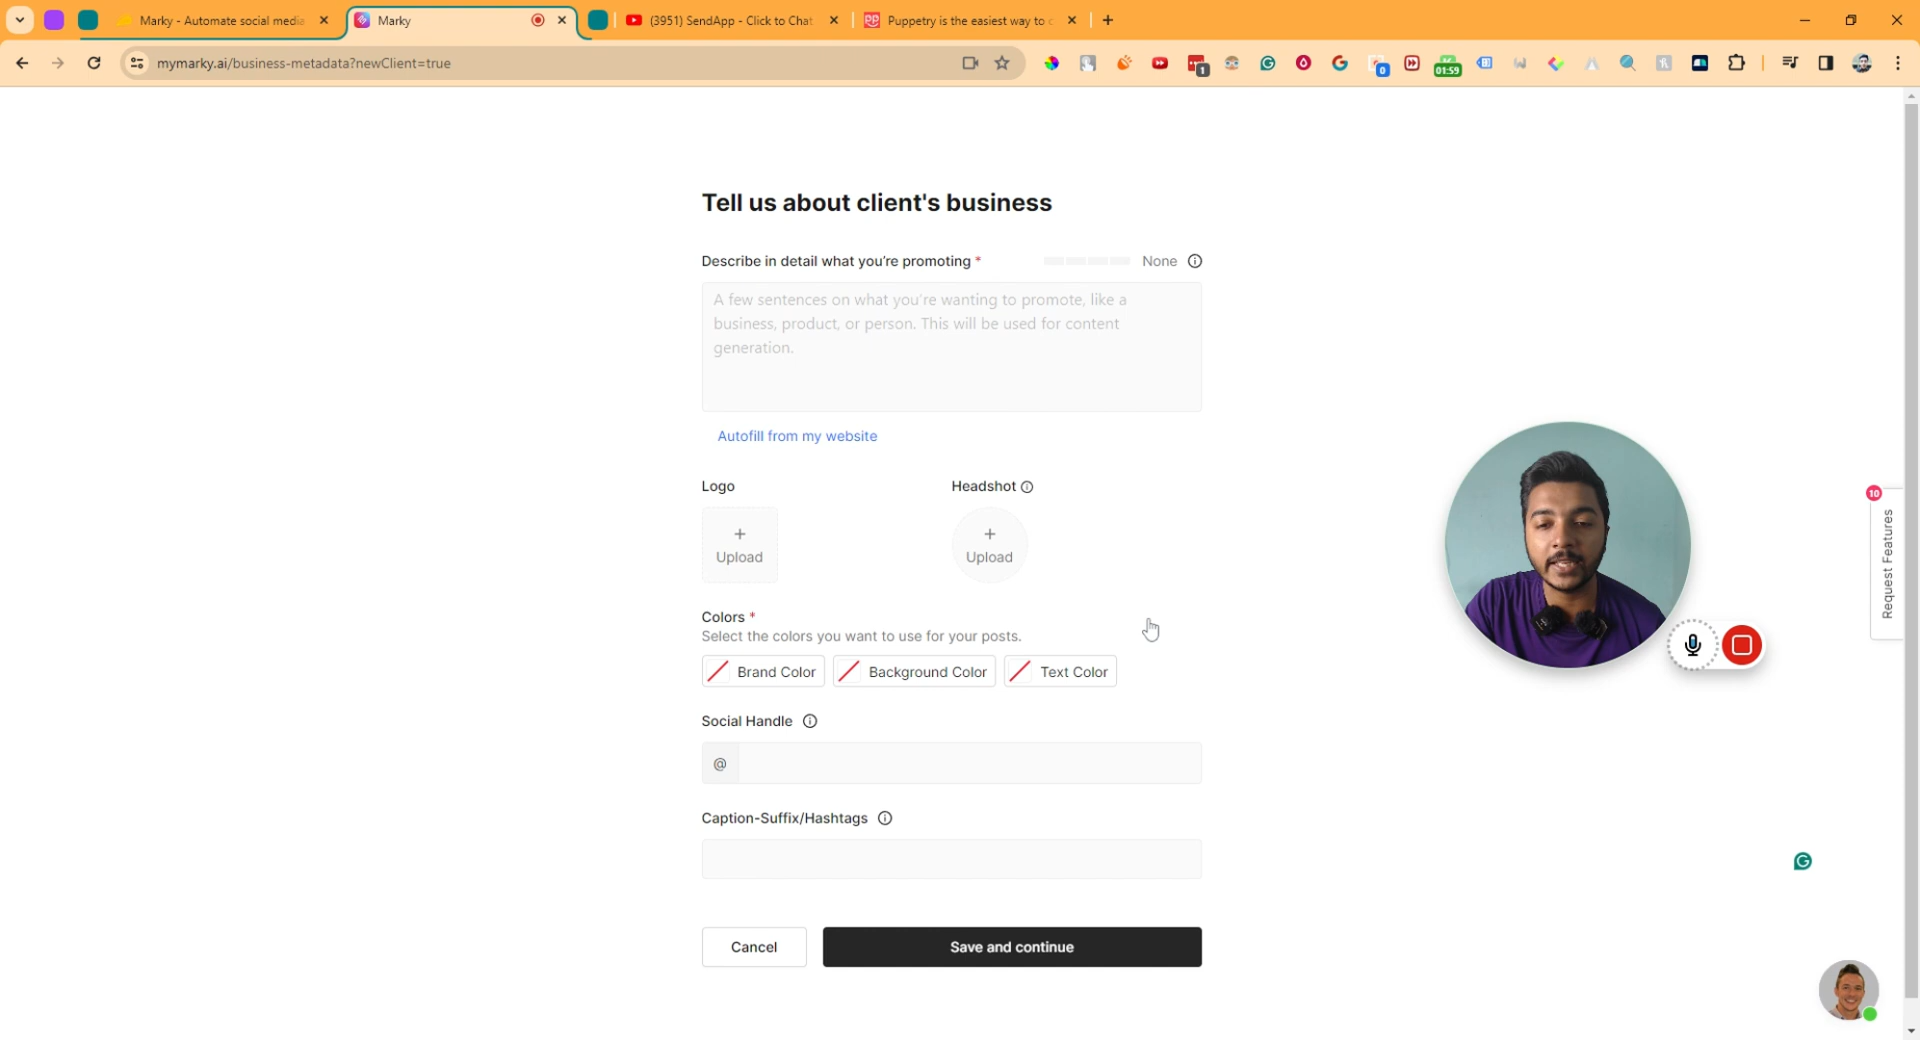 Marky - Automate social media
Marky
(3951) SendApp - Click to Chat
Puppetry is the easiest way to c
mymarky.ai/business-metadata?newClient=true
1
0
01:59
Tell us about client's business
Describe in detail what you're promoting *
None
A few sentences on what you're wanting to promote, like a
business, product, or person. This will be used for content
generation.
Autofill from my website
Logo
Headshot
+
Upload
+
Upload
10
Request Features
Colors *
Select the colors you want to use for your posts.
Brand Color
Background Color
Text Color
Social Handle
@
Caption-Suffix/Hashtags
Cancel
Save and continue